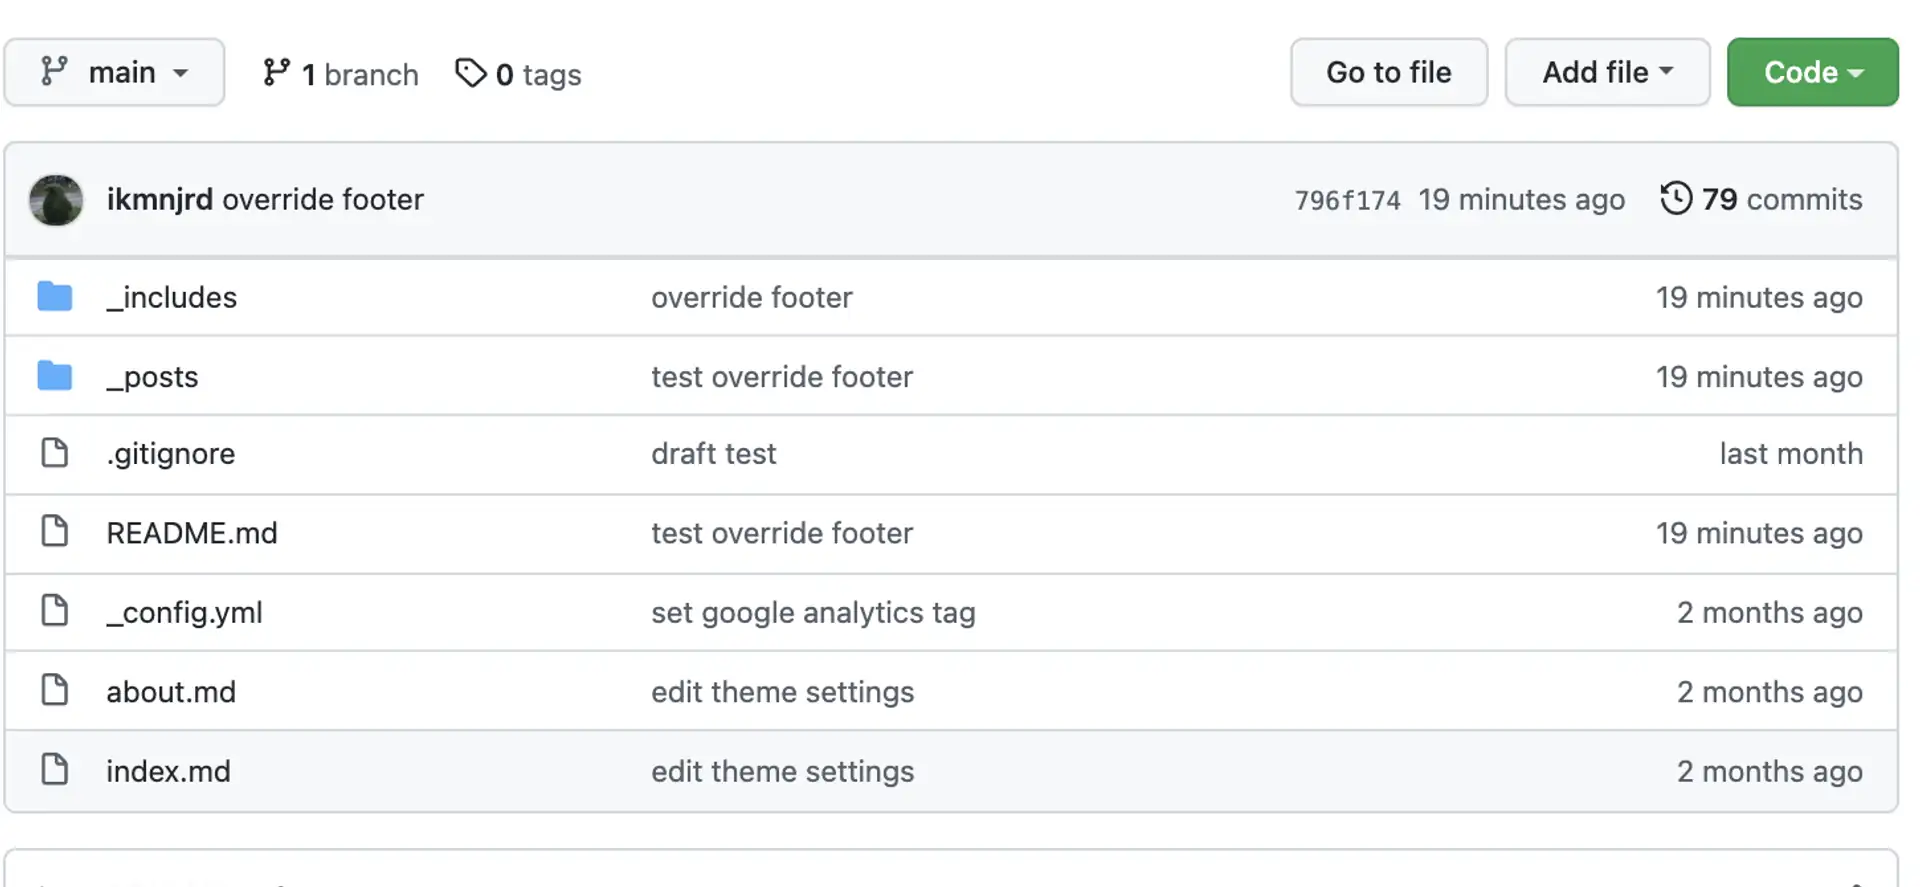 main 1 branch 0 tags Go to file Add file Code
ikmnjrd override footer 796f174 19 minutes ago 79 commits
_includes override footer 19 minutes ago
_posts test override footer 19 minutes ago
.gitignore draft test last month
README.md test override footer 19 minutes ago
_config.yml set google analytics tag 2 months ago
about.md edit theme settings 2 months ago
index.md edit theme settings 2 months ago